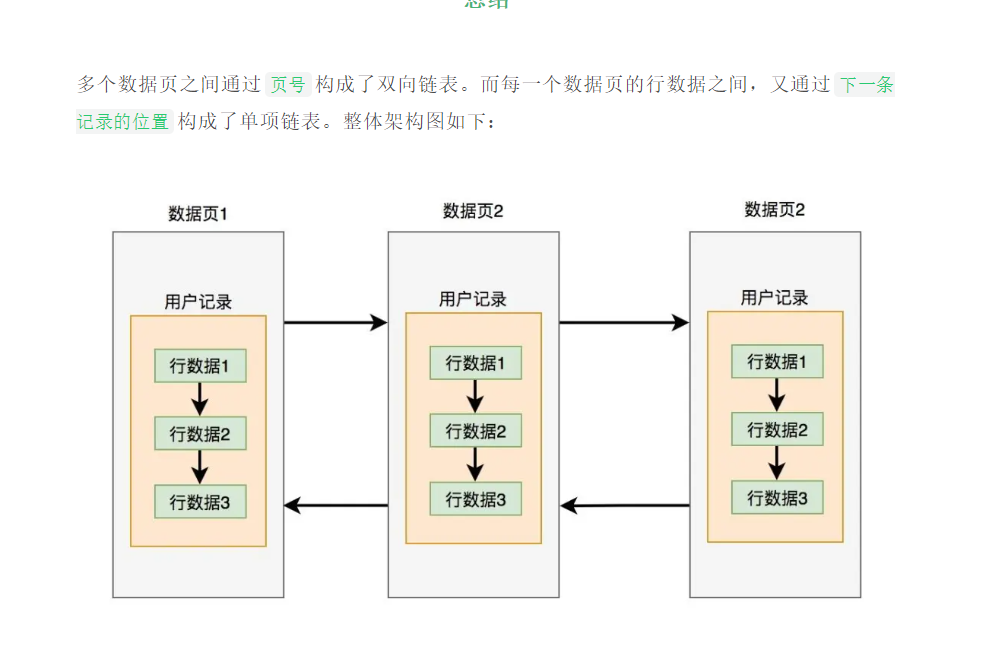 总结
多个数据页之间通过 页号 构成了双向链表。而每一个数据页的行数据之间，又通过 下一条
记录的位置 构成了单项链表。整体架构图如下：
数据页1
数据页2
数据页2
用户记录
行数据1
行数据2
行数据3
用户记录
行数据1
行数据2
行数据3
用户记录
行数据1
行数据2
行数据3